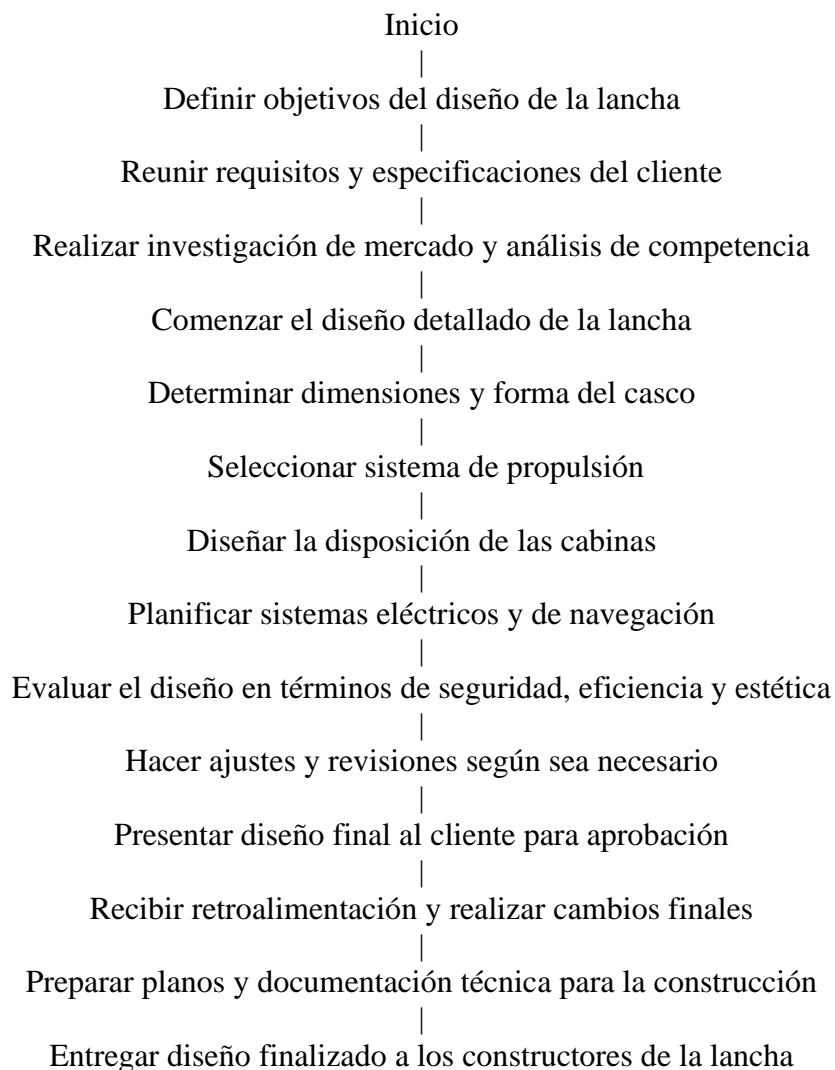 Inicio
|
Definir objetivos del diseño de la lancha
|
Reunir requisitos y especificaciones del cliente
|
Realizar investigación de mercado y análisis de competencia
|
Comenzar el diseño detallado de la lancha
|
Determinar dimensiones y forma del casco
|
Seleccionar sistema de propulsión
|
Diseñar la disposición de las cabinas
|
Planificar sistemas eléctricos y de navegación
|
Evaluar el diseño en términos de seguridad, eficiencia y estética
|
Hacer ajustes y revisiones según sea necesario
|
Presentar diseño final al cliente para aprobación
|
Recibir retroalimentación y realizar cambios finales
|
Preparar planos y documentación técnica para la construcción
|
Entregar diseño finalizado a los constructores de la lancha